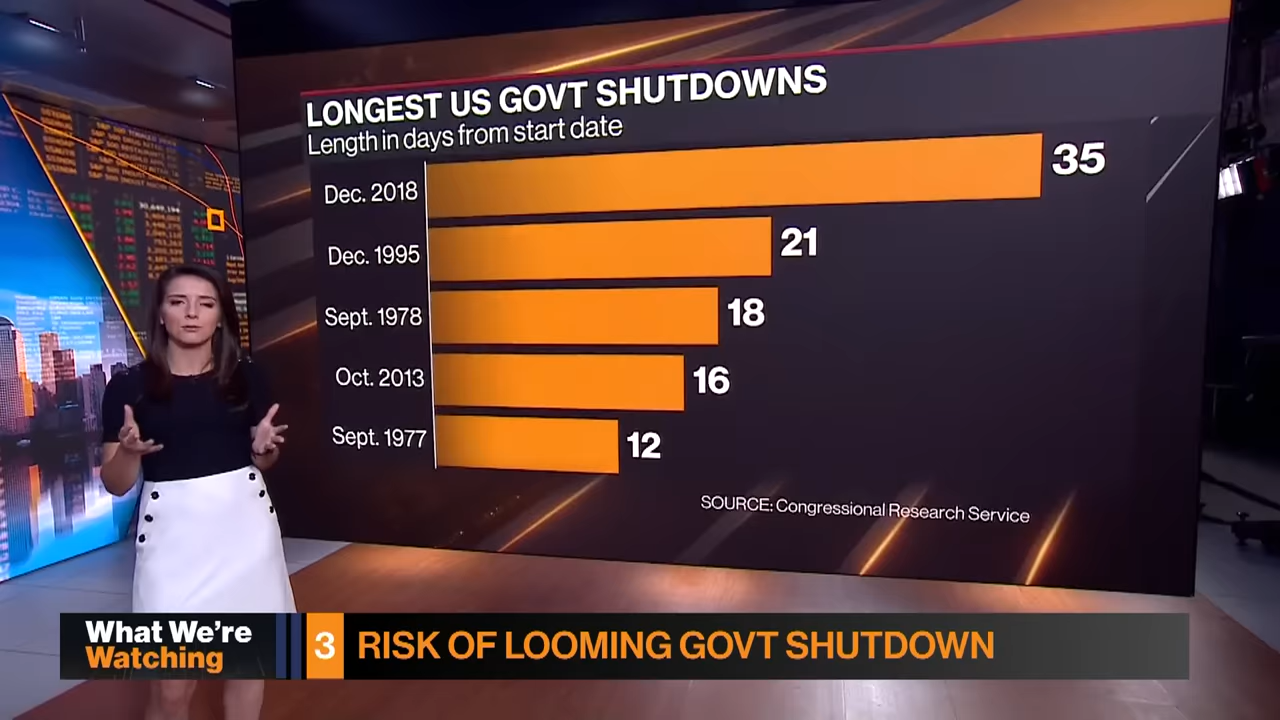 LONGEST US GOVT SHUTDOWNS
Length in days from start date
Dec. 2018 35
Dec. 1995 21
Sept. 1978 18
Oct. 2013 16
Sept. 1977 12
SOURCE: Congressional Research Service
What We're
Watching
3 RISK OF LOOMING GOVT SHUTDOWN